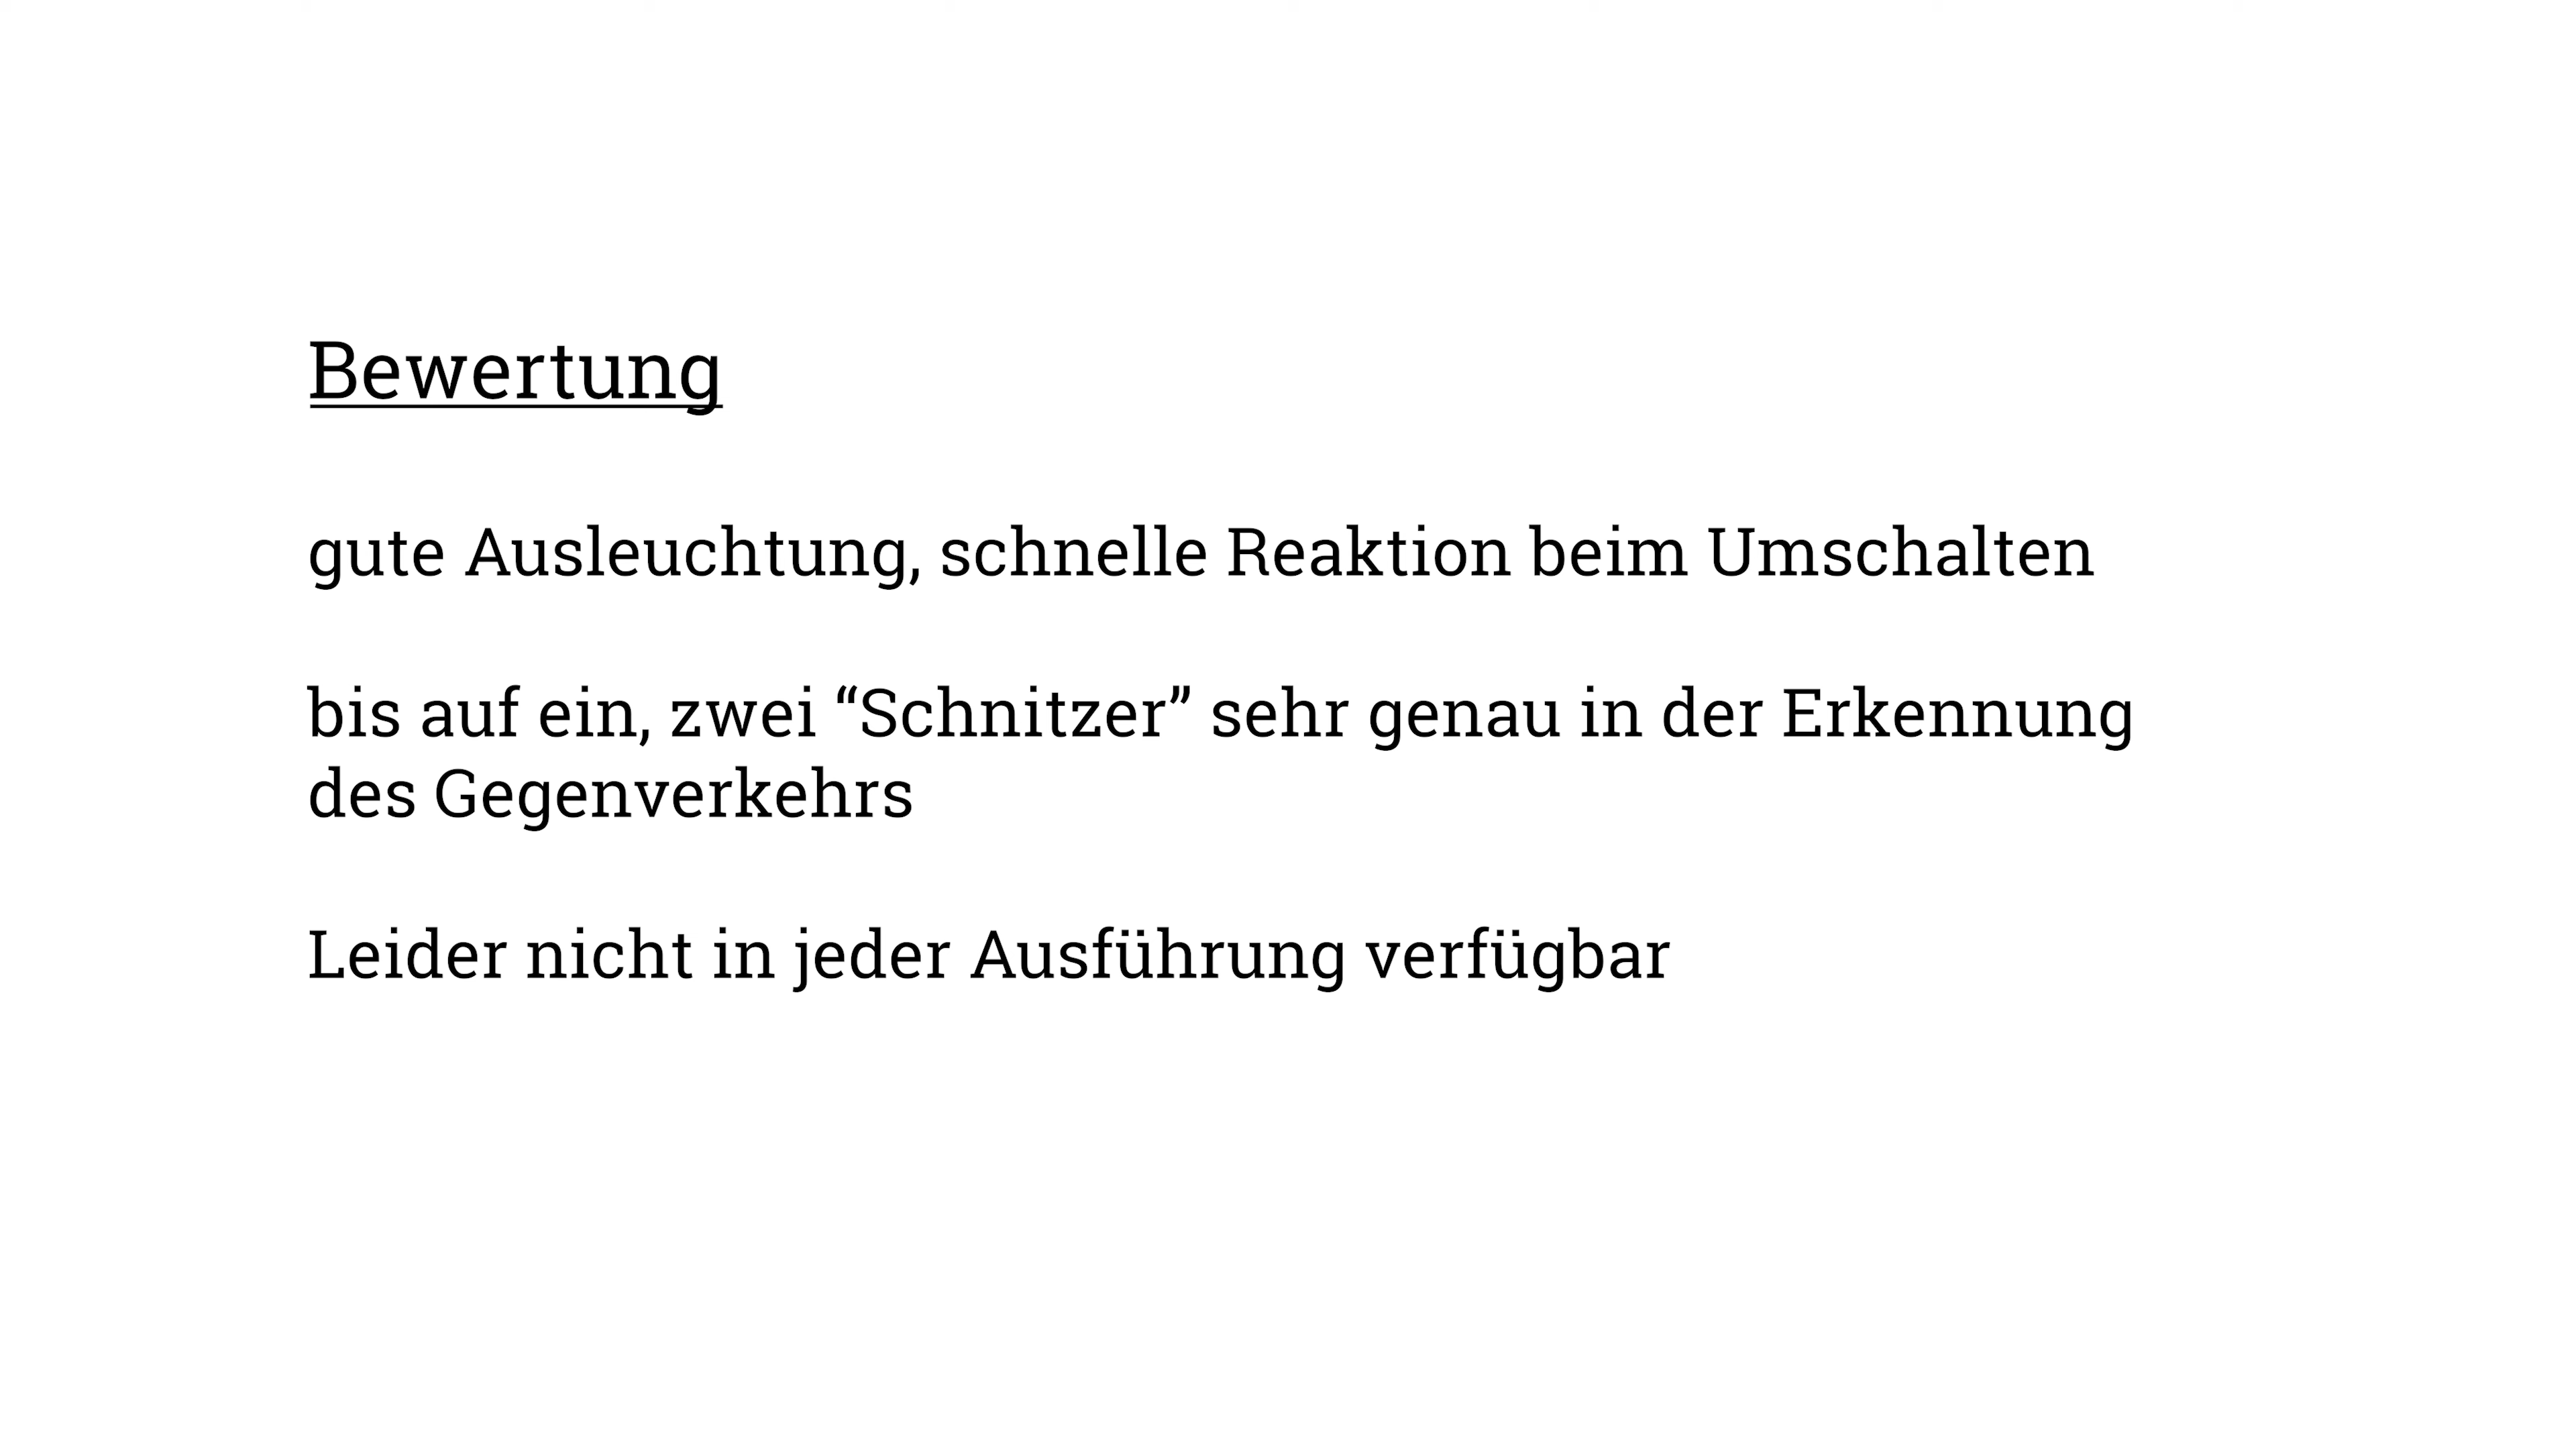 Bewertung
gute Ausleuchtung, schnelle Reaktion beim Umschalten
bis auf ein, zwei “Schnitzer” sehr genau in der Erkennung
des Gegenverkehrs
Leider nicht in jeder Ausführung verfügbar